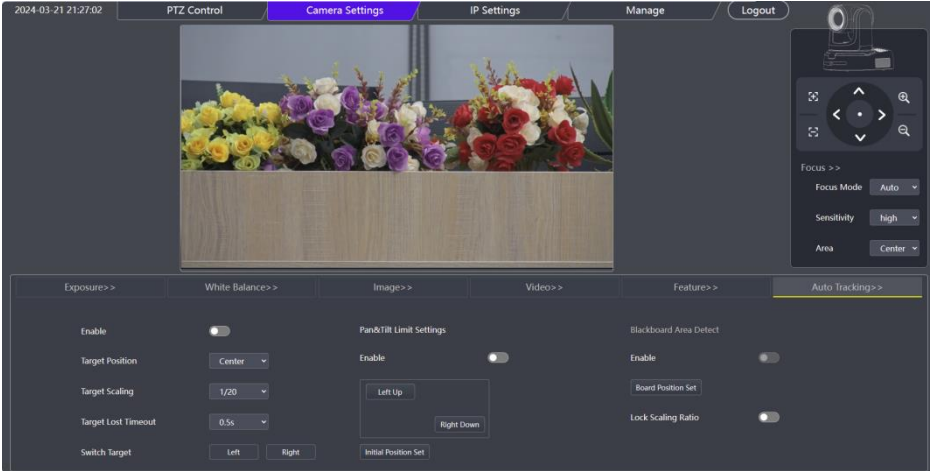 2024-03-21 21:27:02 PTZ Control Camera Settings IP Settings Manage Logout
Focus >>
Focus Mode Auto
Sensitivity high
Area Center
Exposure>> White Balance>> Image>> Video>> Feature>> Auto Tracking>>
Enable
Target Position Center
Target Scaling 1/20
Target Lost Timeout 0.5s
Switch Target Left Right
Pan&Tilt Limit Settings
Enable
Left Up
Right Down
Initial Position Set
Blackboard Area Detect
Enable
Board Position Set
Lock Scaling Ratio